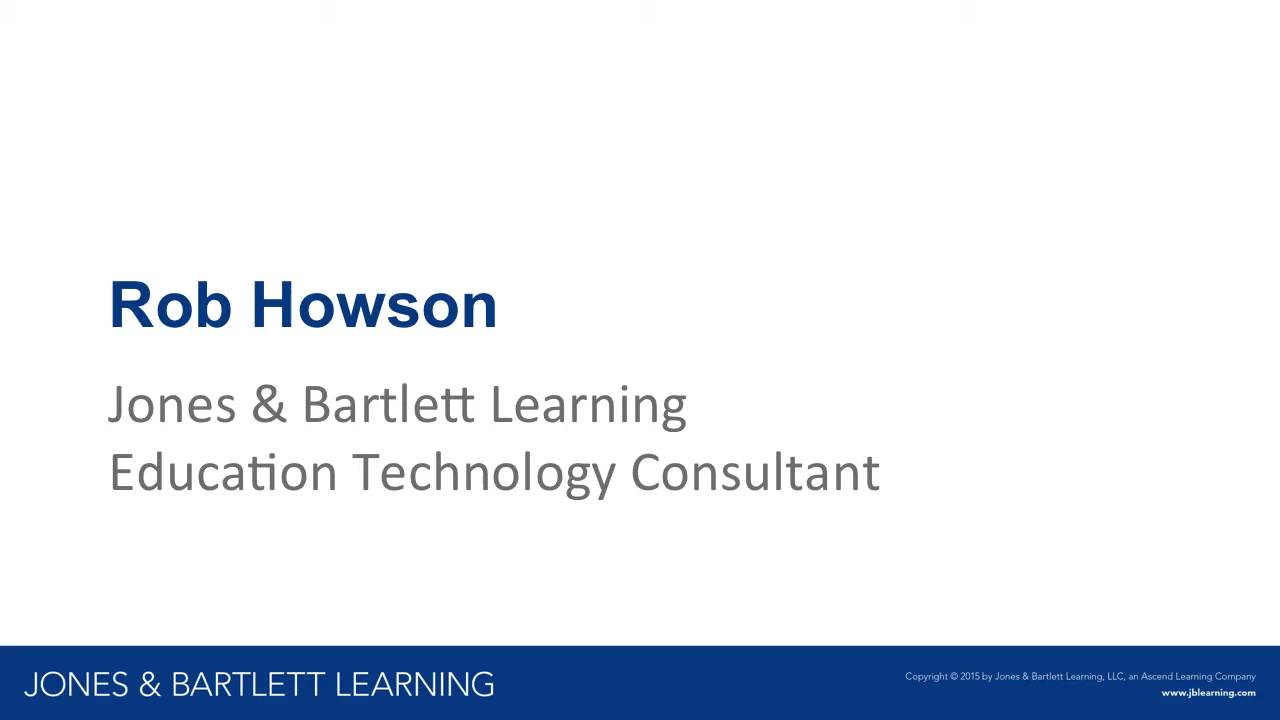 Rob Howson
Jones & Bartlett Learning
Education Technology Consultant
JONES & BARTLETT LEARNING
Copyright © 2015 by Jones & Bartlett Learning, LLC, an Ascend Learning Company
www.jblearning.com